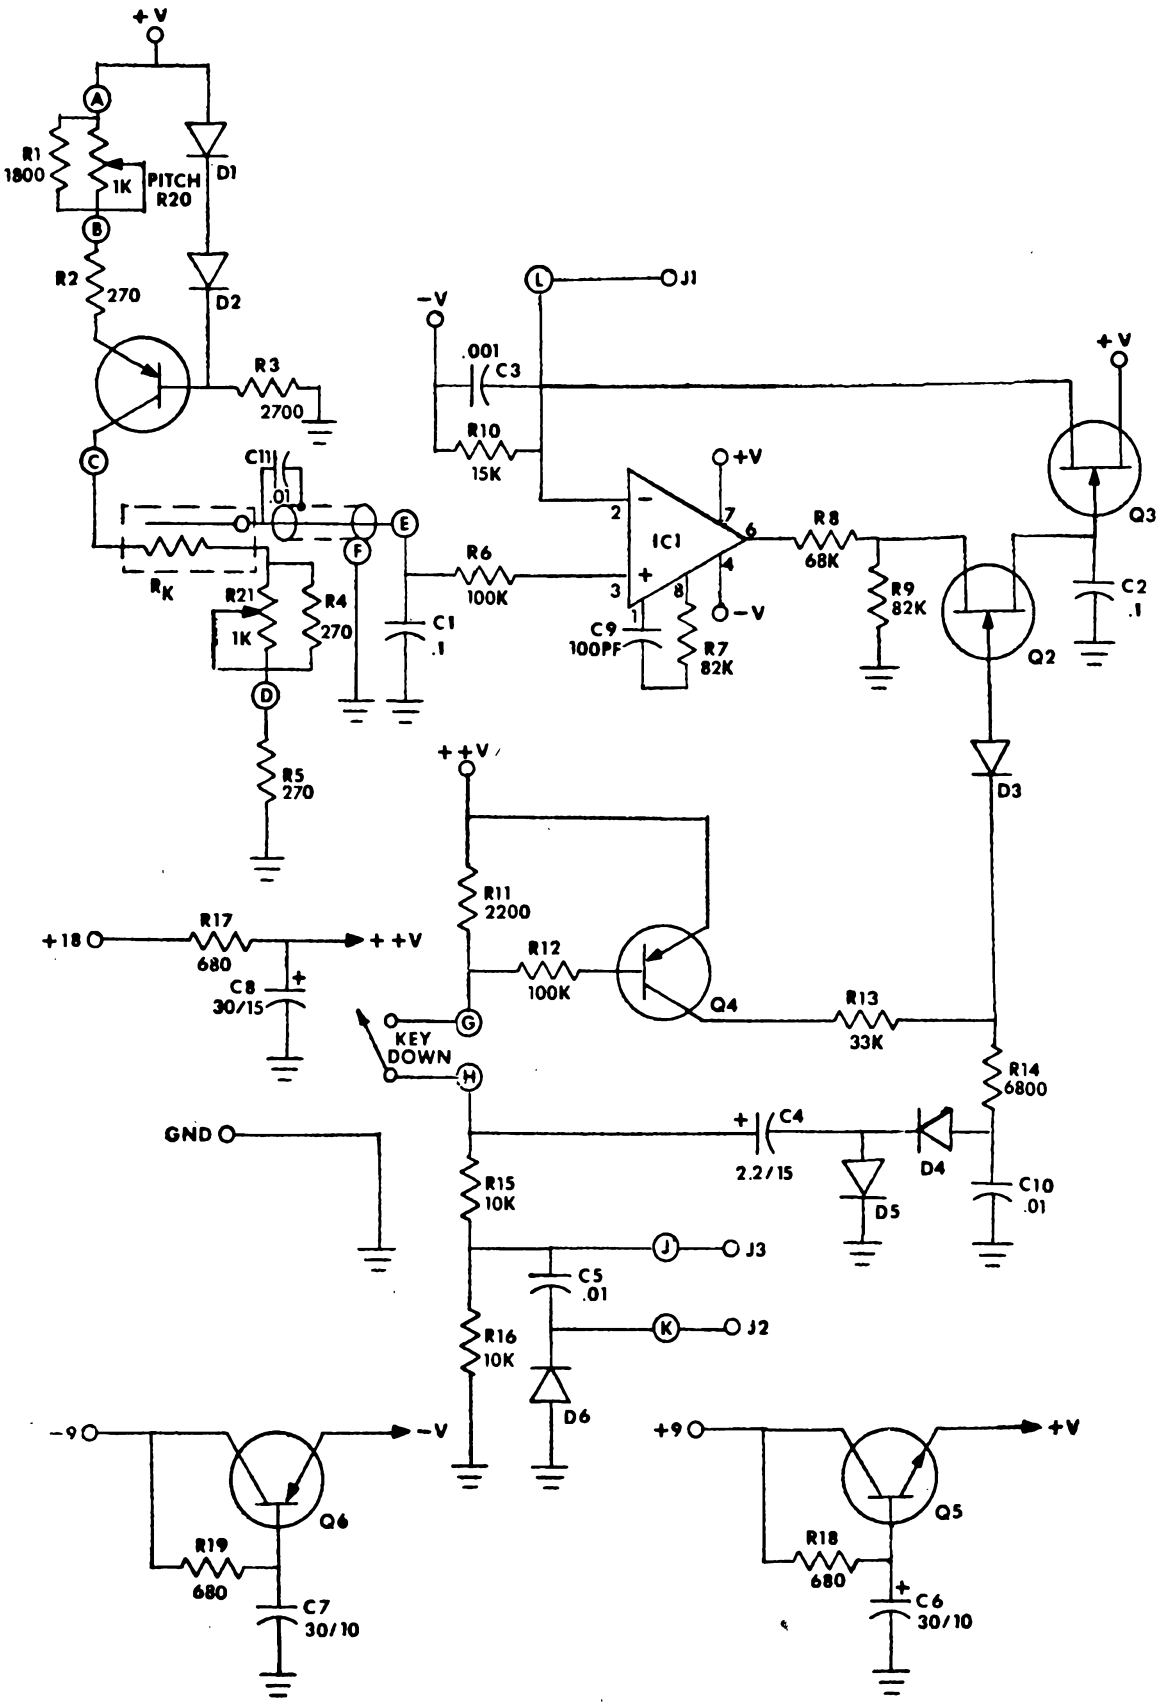 +V
A
R1
1800
1K
PITCH
R20
D1
B
R2
270
D2
R3
2700
C
C11
.01
E
F
RK
R21
1K
R4
270
D
R5
270
C1
.1
R6
100K
L
J1
-V
.001
C3
R10
15K
+V
2
-
7
IC1
6
+
3
8
4
1
-V
C9
100PF
R7
82K
R8
68K
R9
82K
+V
Q3
C2
.1
Q2
D3
++V
R11
2200
R12
100K
Q4
R13
33K
R14
6800
+18
R17
680
++V
C8
30/15
+
G
KEY
DOWN
H
GND
+
C4
2.2/15
D4
D5
C10
.01
R15
10K
J
J3
C5
.01
K
J2
R16
10K
D6
-9
-V
Q6
R19
680
C7
30/10
+9
+V
Q5
R18
680
+
C6
30/10